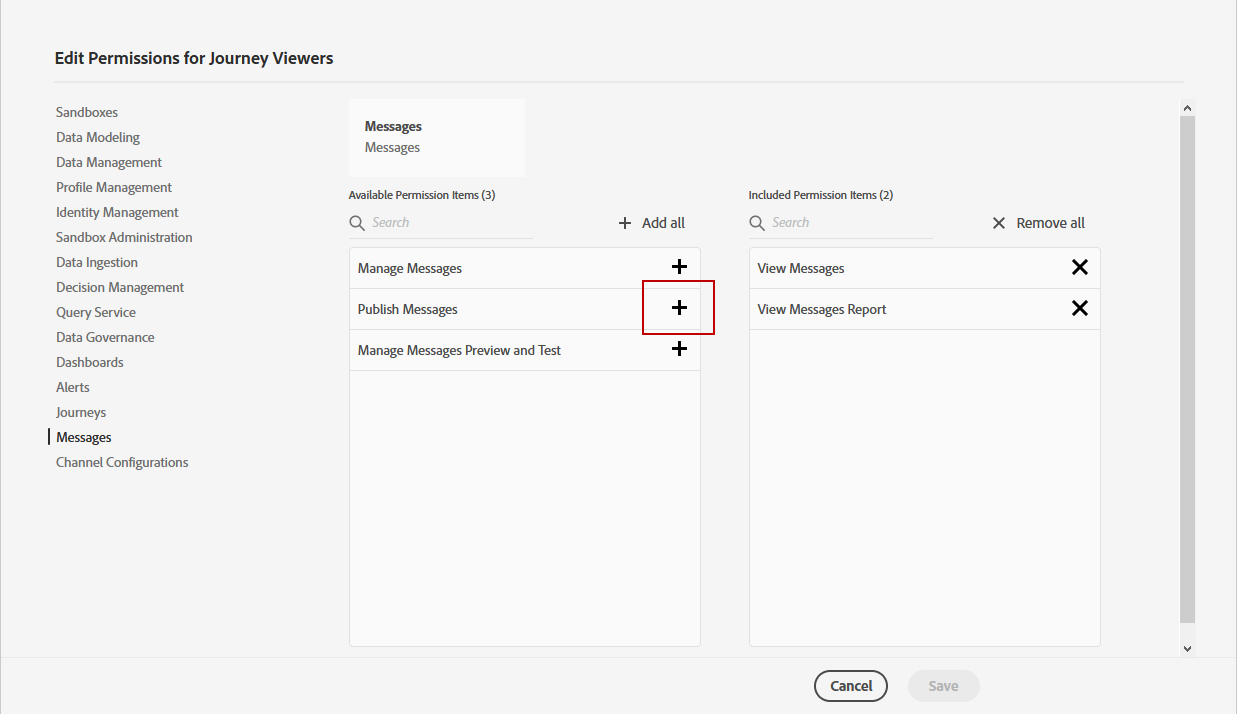 Edit Permissions for Journey Viewers
Sandboxes
Data Modeling
Data Management
Profile Management
Identity Management
Sandbox Administration
Data Ingestion
Decision Management
Query Service
Data Governance
Dashboards
Alerts
Journeys
Messages
Channel Configurations
Messages
Messages
Available Permission Items (3)
Search
Add all
Manage Messages
Publish Messages
Manage Messages Preview and Test
Included Permission Items (2)
Search
Remove all
View Messages
View Messages Report
Cancel
Save